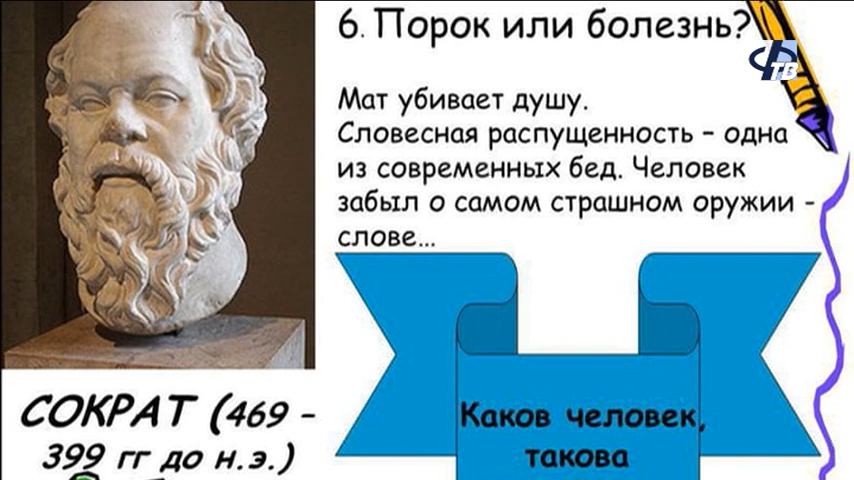 6. Порок или болезнь?
ТВ
Мат убивает душу.
Словесная распущенность – одна
из современных бед. Человек
забыл о самом страшном оружии -
слове...
Каков человек,
такова
СОКРАТ (469 –
399 гг до н.э.)